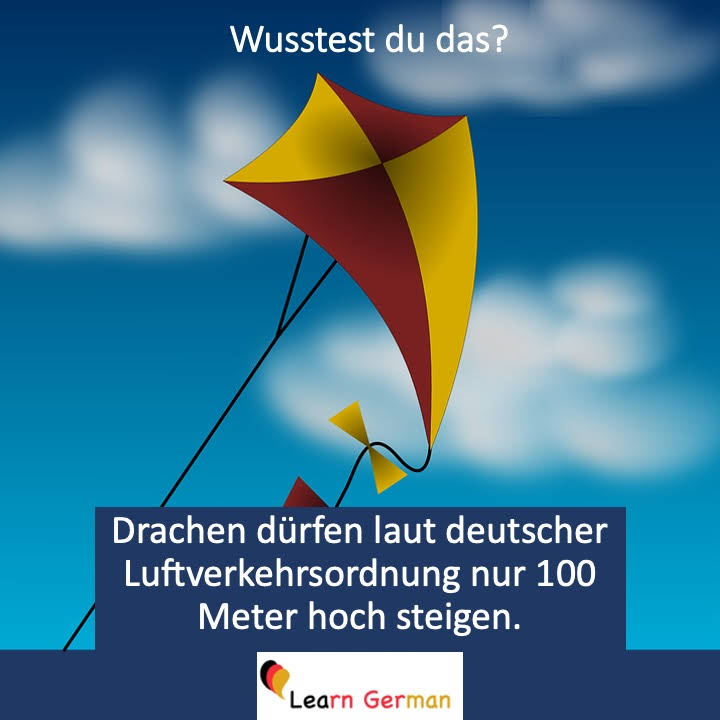 Wusstest du das?
Drachen dürfen laut deutscher
Luftverkehrsordnung nur 100
Meter hoch steigen.
Learn German